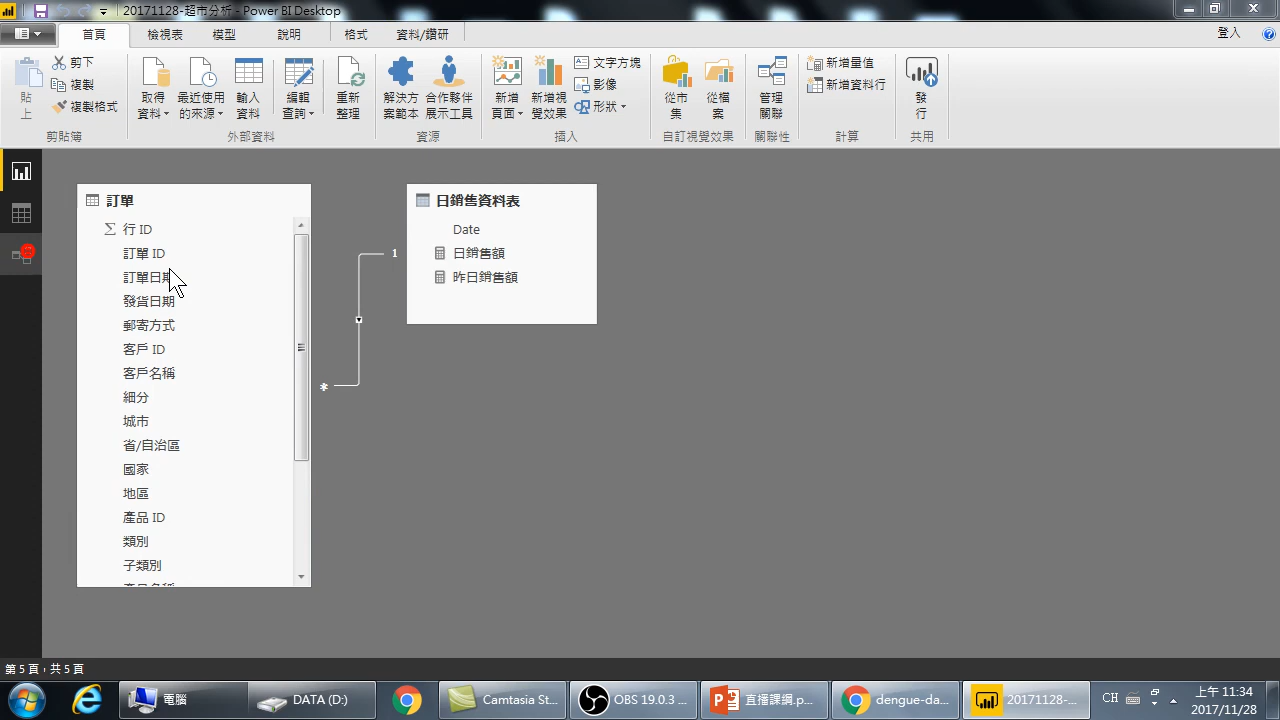 20171128-超市分析 - Power BI Desktop
首頁 檢視表 模型 說明 格式 資料/鑽研 登入
貼上 剪下 複製 複製格式 剪貼簿
取得資料 最近使用的來源 輸入資料 編輯查詢 重新整理 外部資料
解決方案範本 合作夥伴展示工具 資源
新增頁面 新增視覺效果 文字方塊 影像 形狀 插入
從市集 從檔案 自訂視覺效果
管理關聯 關聯性
新增量值 新增資料行 計算
發行 共用
訂單
行 ID
訂單 ID
訂單日期
發貨日期
郵寄方式
客戶 ID
客戶名稱
細分
城市
省/自治區
國家
地區
產品 ID
類別
子類別
產品名稱
1
*
日銷售資料表
Date
日銷售額
昨日銷售額
第 5 頁，共 5 頁
電腦 DATA (D:) Camtasia St... OBS 19.0.3 ... 直播課綱.p... dengue-da... 20171128-... CH 上午 11:34
2017/11/28